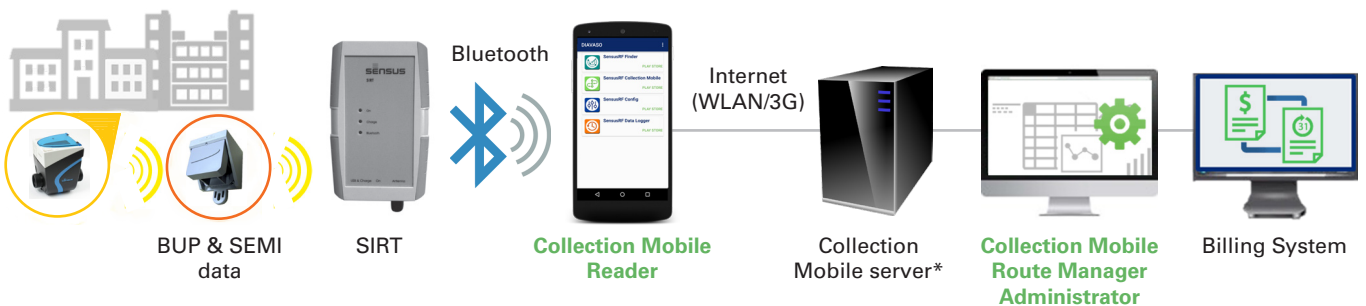 BUP & SEMI
data
SENSUS
SIRT
Bluetooth
DIAVASO
SensusRF Finder
PLAY STORE
SensusRF Collection Mobile
PLAY STORE
SensusRF Config.
PLAY STORE
SensusRF Data Logger
PLAY STORE
Collection Mobile
Reader
Internet
(WLAN/3G)
Collection
Mobile server*
Collection Mobile
Route Manager
Administrator
$
31
Billing System